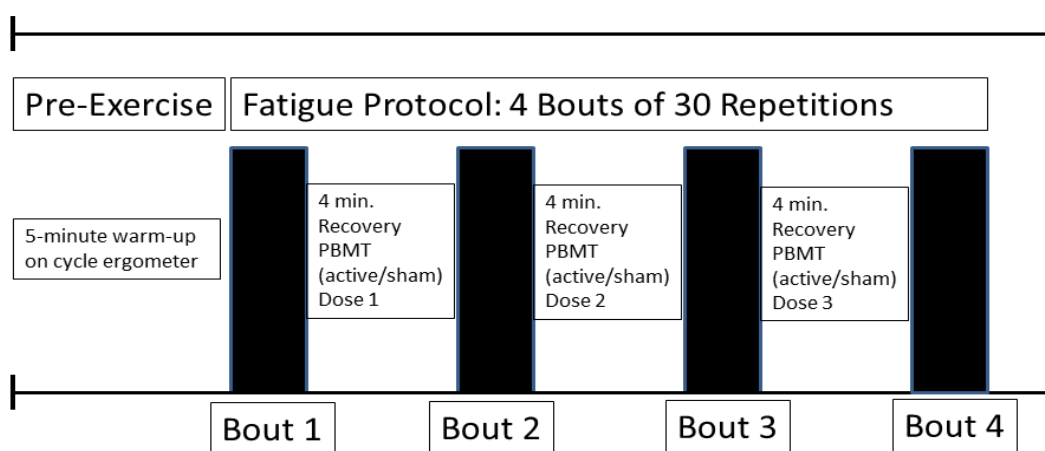 Pre-Exercise
Fatigue Protocol: 4 Bouts of 30 Repetitions
5-minute warm-up
on cycle ergometer
4 min.
Recovery
PBMT
(active/sham)
Dose 1
4 min.
Recovery
PBMT
(active/sham)
Dose 2
4 min.
Recovery
PBMT
(active/sham)
Dose 3
Bout 1
Bout 2
Bout 3
Bout 4